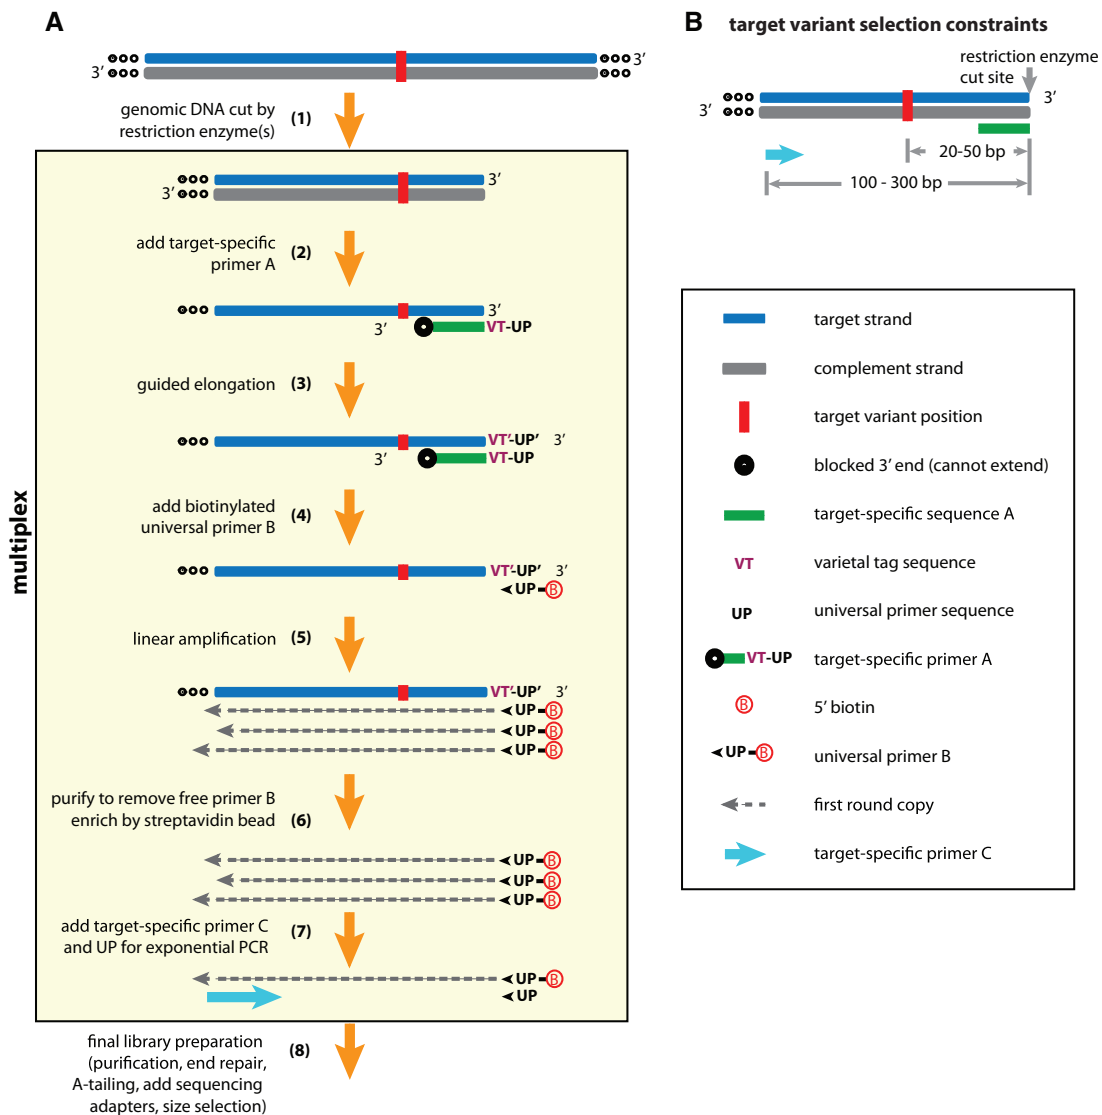 A
3′
3′
genomic DNA cut by
restriction enzyme(s)
(1)
3′
3′
add target-specific
primer A
(2)
3′
3′
VT-UP
guided elongation
(3)
VT′-UP′ 3′
3′
VT-UP
add biotinylated
universal primer B
(4)
VT′-UP′ 3′
UP B
linear amplification
(5)
VT′-UP′ 3′
UP B
UP B
UP B
purify to remove free primer B
enrich by streptavidin bead
(6)
UP B
UP B
UP B
add target-specific primer C
and UP for exponential PCR
(7)
UP B
UP
final library preparation
(purification, end repair,
A-tailing, add sequencing
adapters, size selection)
(8)
multiplex
B
target variant selection constraints
restriction enzyme
cut site
3′
3′
20-50 bp
100 - 300 bp
target strand
complement strand
target variant position
blocked 3′ end (cannot extend)
target-specific sequence A
VT varietal tag sequence
UP universal primer sequence
VT-UP target-specific primer A
B 5′ biotin
UP B universal primer B
first round copy
target-specific primer C